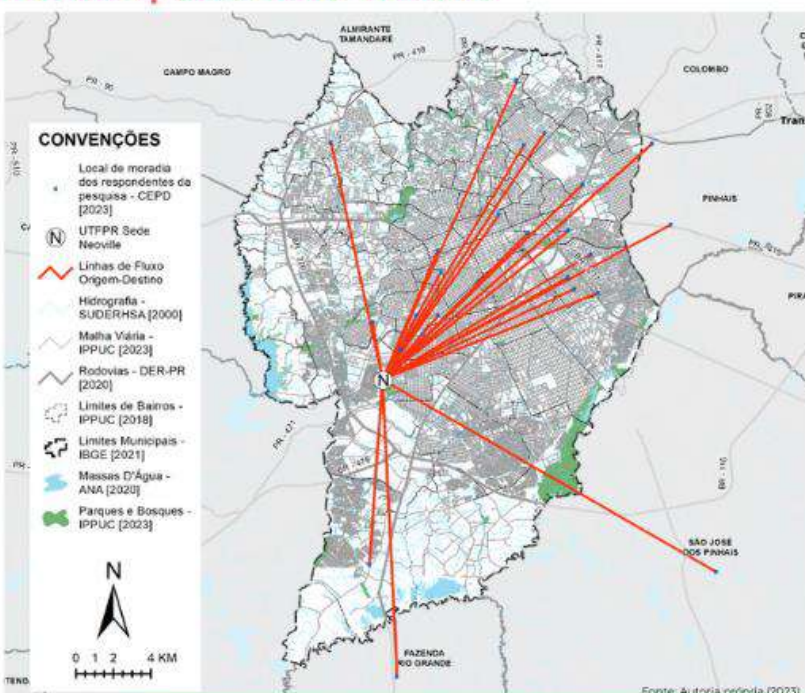 ALMIRANTE
TAMANDARÉ
CAMPO MAGRO
COLOMBO
PINHAIS
CONVENÇÕES
Local de moradia
dos respondentes da
pesquisa - CEPD
[2023]
N
UTFPR Sede
Neoville
Linhas de Fluxo
Origem-Destino
Hidrografia -
SUDERHSA [2000]
Malha Viária -
IPPUC [2023]
Rodovias - DER-PR
[2020]
Limites de Bairros -
IPPUC [2018]
Limites Municipais -
IBGE [2021]
Massas D'Água -
ANA [2020]
Parques e Bosques -
IPPUC [2023]
N
0 1 2 4 KM
N
SÃO JOSÉ
DOS PINHAIS
FAZENDA
RIO GRANDE
Fonte: Autoria própria (2023)